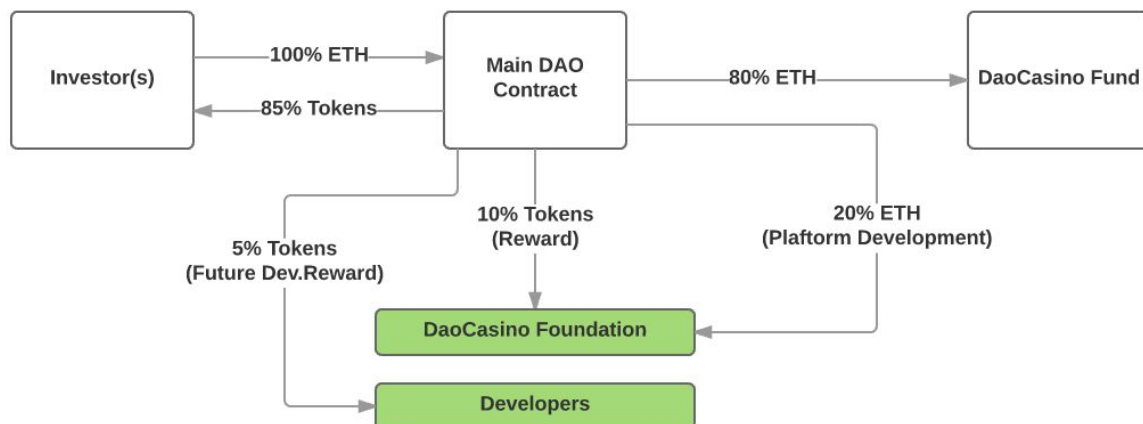 Investor(s)
100% ETH
85% Tokens
Main DAO
Contract
80% ETH
DaoCasino Fund
5% Tokens
(Future Dev.Reward)
10% Tokens
(Reward)
20% ETH
(Plaftorm Development)
DaoCasino Foundation
Developers